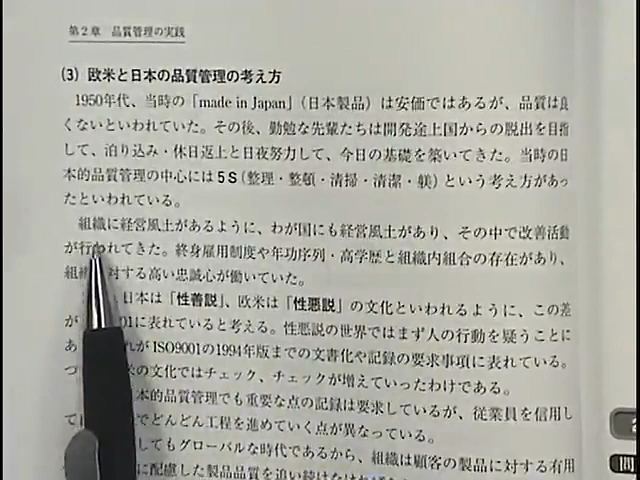 第２章　品質管理の実践
(3) 欧米と日本の品質管理の考え方
1950年代、当時の「made in Japan」（日本製品）は安価ではあるが、品質は良
くないといわれていた。その後、勤勉な先輩たちは開発途上国からの脱出を目指
して、泊り込み・休日返上と日夜努力して、今日の基礎を築いてきた。当時の日
本的品質管理の中心には５Ｓ（整理・整頓・清掃・清潔・躾）という考え方があっ
たといわれている。
組織に経営風土があるように、わが国にも経営風土があり、その中で改善活動
が行われてきた。終身雇用制度や年功序列・高学歴と組織内組合の存在があり、
組織 対する高い忠誠心が働いていた。
日本は「性善説」、欧米は「性悪説」の文化といわれるように、この差
が 01に表れていると考える。性悪説の世界ではまず人の行動を疑うことに
あ れが ISO9001の1994年版までの文書化や記録の要求事項に表れている。
つ 米の文化ではチェック、チェックが増えていったわけである。
本的品質管理でも重要な点の記録は要求しているが、従業員を信用し
て でどんどん工程を進めていく点が異なっている。
してもグローバルな時代であるから、組織は顧客の製品に対する有用
に配慮した製品品質を追い続けなければ
問